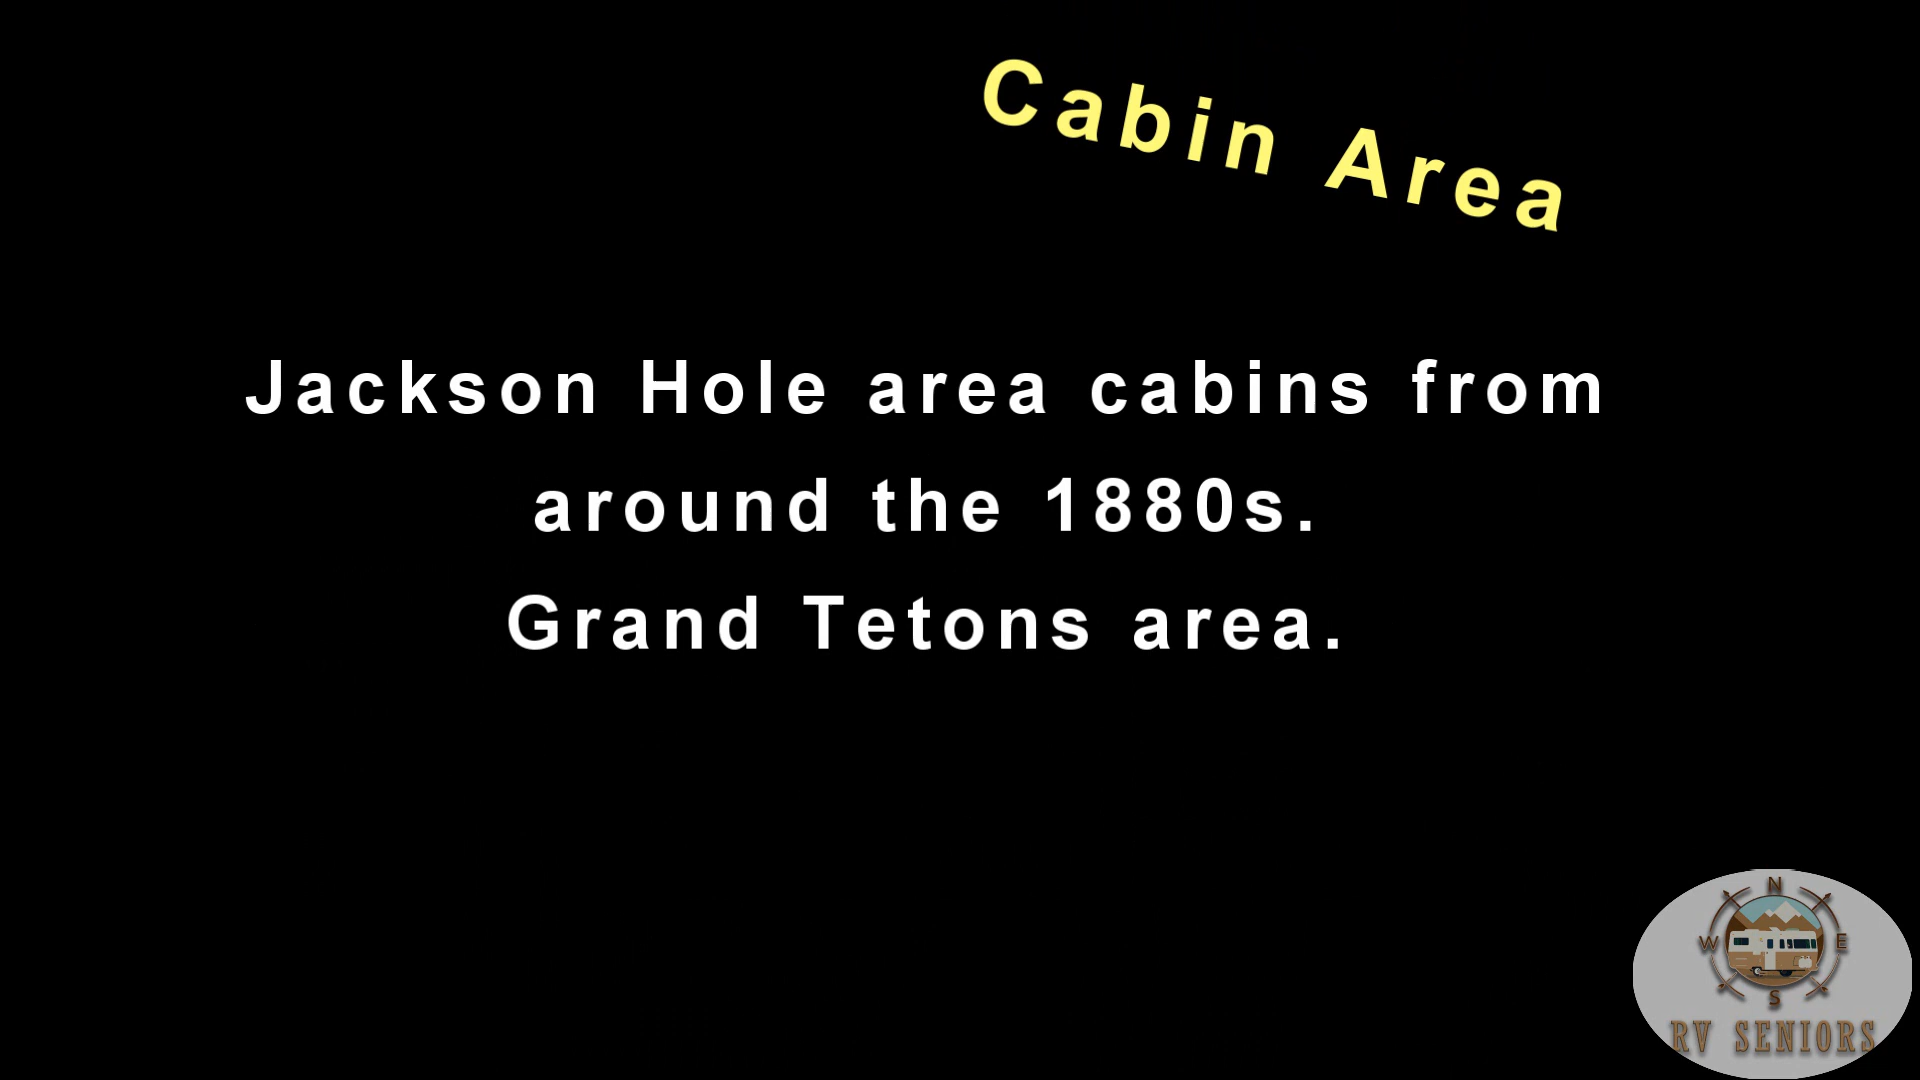 Cabin Area
Jackson Hole area cabins from
around the 1880s.
Grand Tetons area.
N
W E
S
RV SENIORS